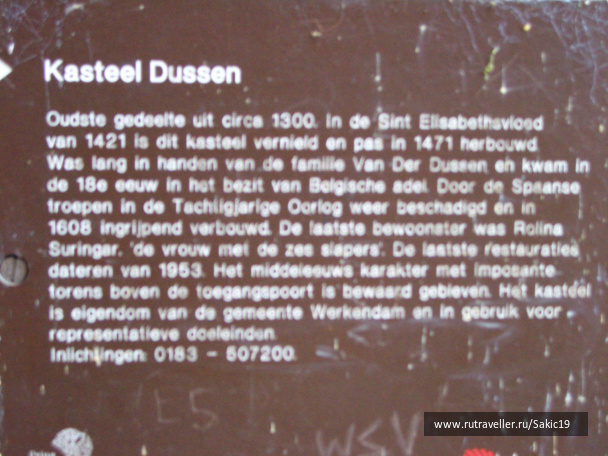 Kasteel Dussen
Oudste gedeelte uit circa 1300. In de Sint Elisabethsvloed
van 1421 is dit kasteel vernield en pas in 1471 herbouwd.
Was lang in handen van de familie Van Der Dussen en kwam in
de 18e eeuw in het bezit van Belgische adel. Door de Spaanse
troepen in de Tachtigjarige Oorlog weer beschadigd en in
1608 ingrijpend verbouwd. De laatste bewoonster was Rolina
Suringar, 'de vrouw met de zes slapers'. De laatste restauraties
dateren van 1953. Het middeleeuws karakter met imposante
torens boven de toegangspoort is bewaard gebleven. Het kasteel
is eigendom van de gemeente Werkendam en in gebruik voor
representatieve doeleinden.
Inlichtingen: 0183 - 507200.
E5
WSV
www.rutraveller.ru/Sakic19